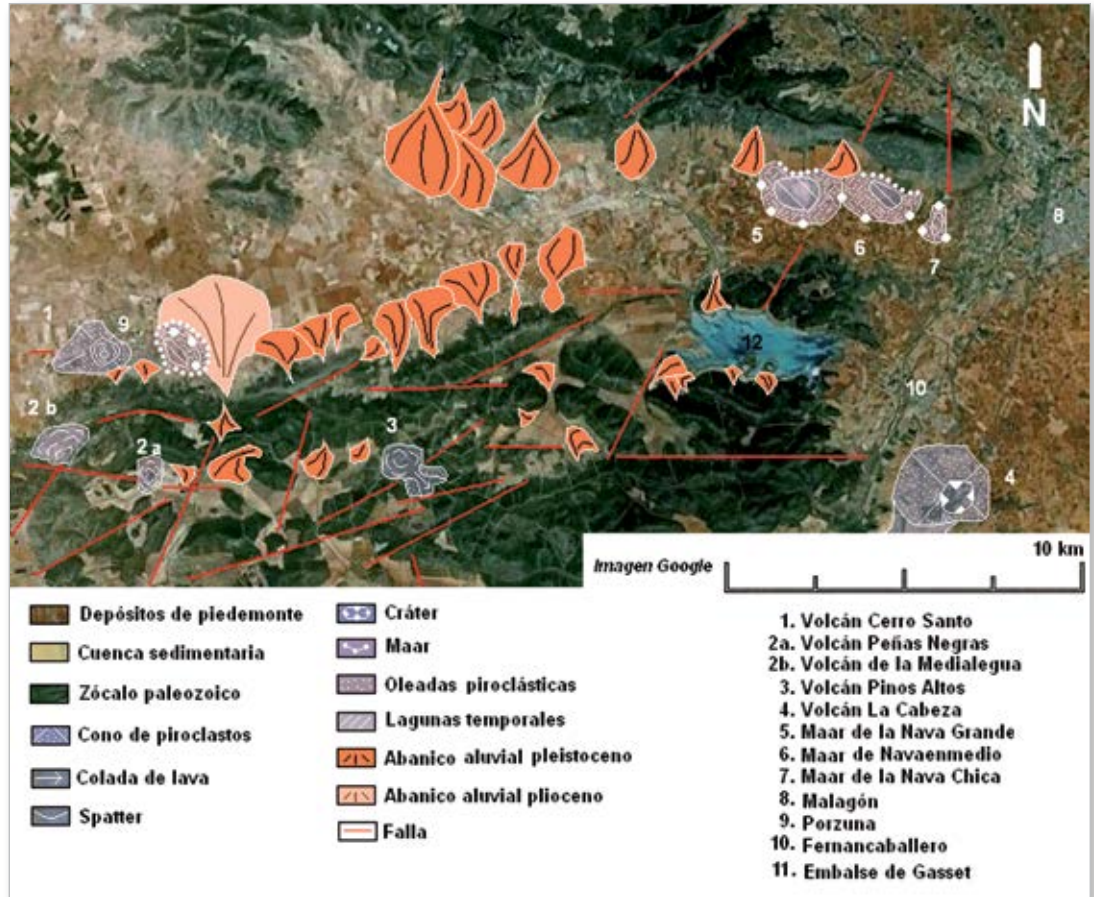 N
5
6
7
8
1
9
12
2 b
2 a
3
10
4
Imagen Google
10 km
Depósitos de piedemonte
Cuenca sedimentaria
Zócalo paleozoico
Cono de piroclastos
Colada de lava
Spatter
Cráter
Maar
Oleadas piroclásticas
Lagunas temporales
Abanico aluvial pleistoceno
Abanico aluvial plioceno
Falla
1. Volcán Cerro Santo
2a. Volcán Peñas Negras
2b. Volcán de la Medialegua
3. Volcán Pinos Altos
4. Volcán La Cabeza
5. Maar de la Nava Grande
6. Maar de Navaenmedio
7. Maar de la Nava Chica
8. Malagón
9. Porzuna
10. Fernancaballero
11. Embalse de Gasset